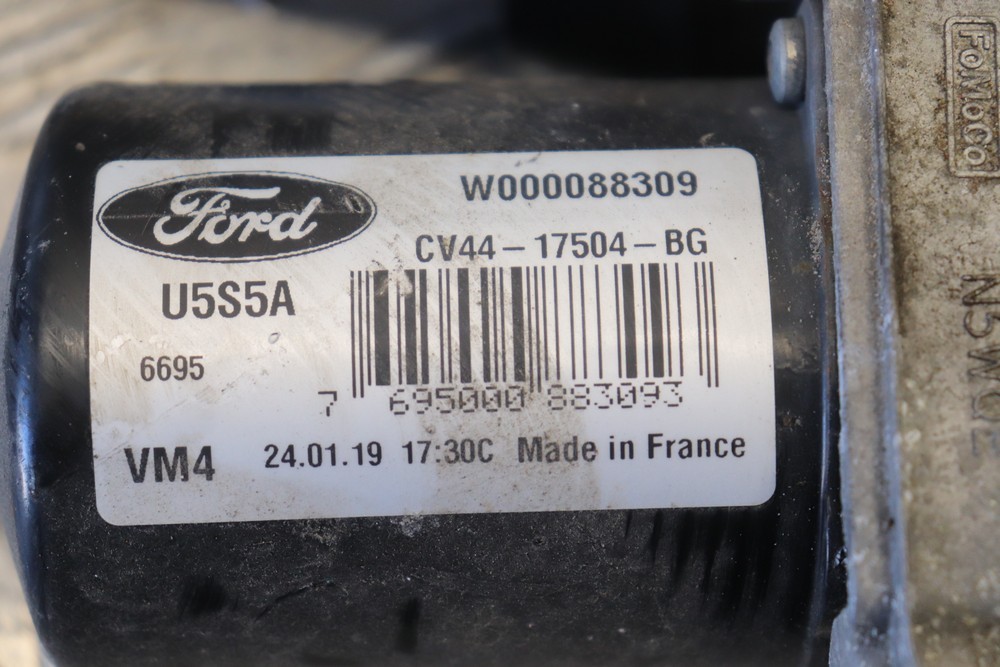 Ford
W000088309
CV44-17504-BG
U5S5A
6695
7 695000 883093
VM4 24.01.19 17:30C Made in France
FoMoCo